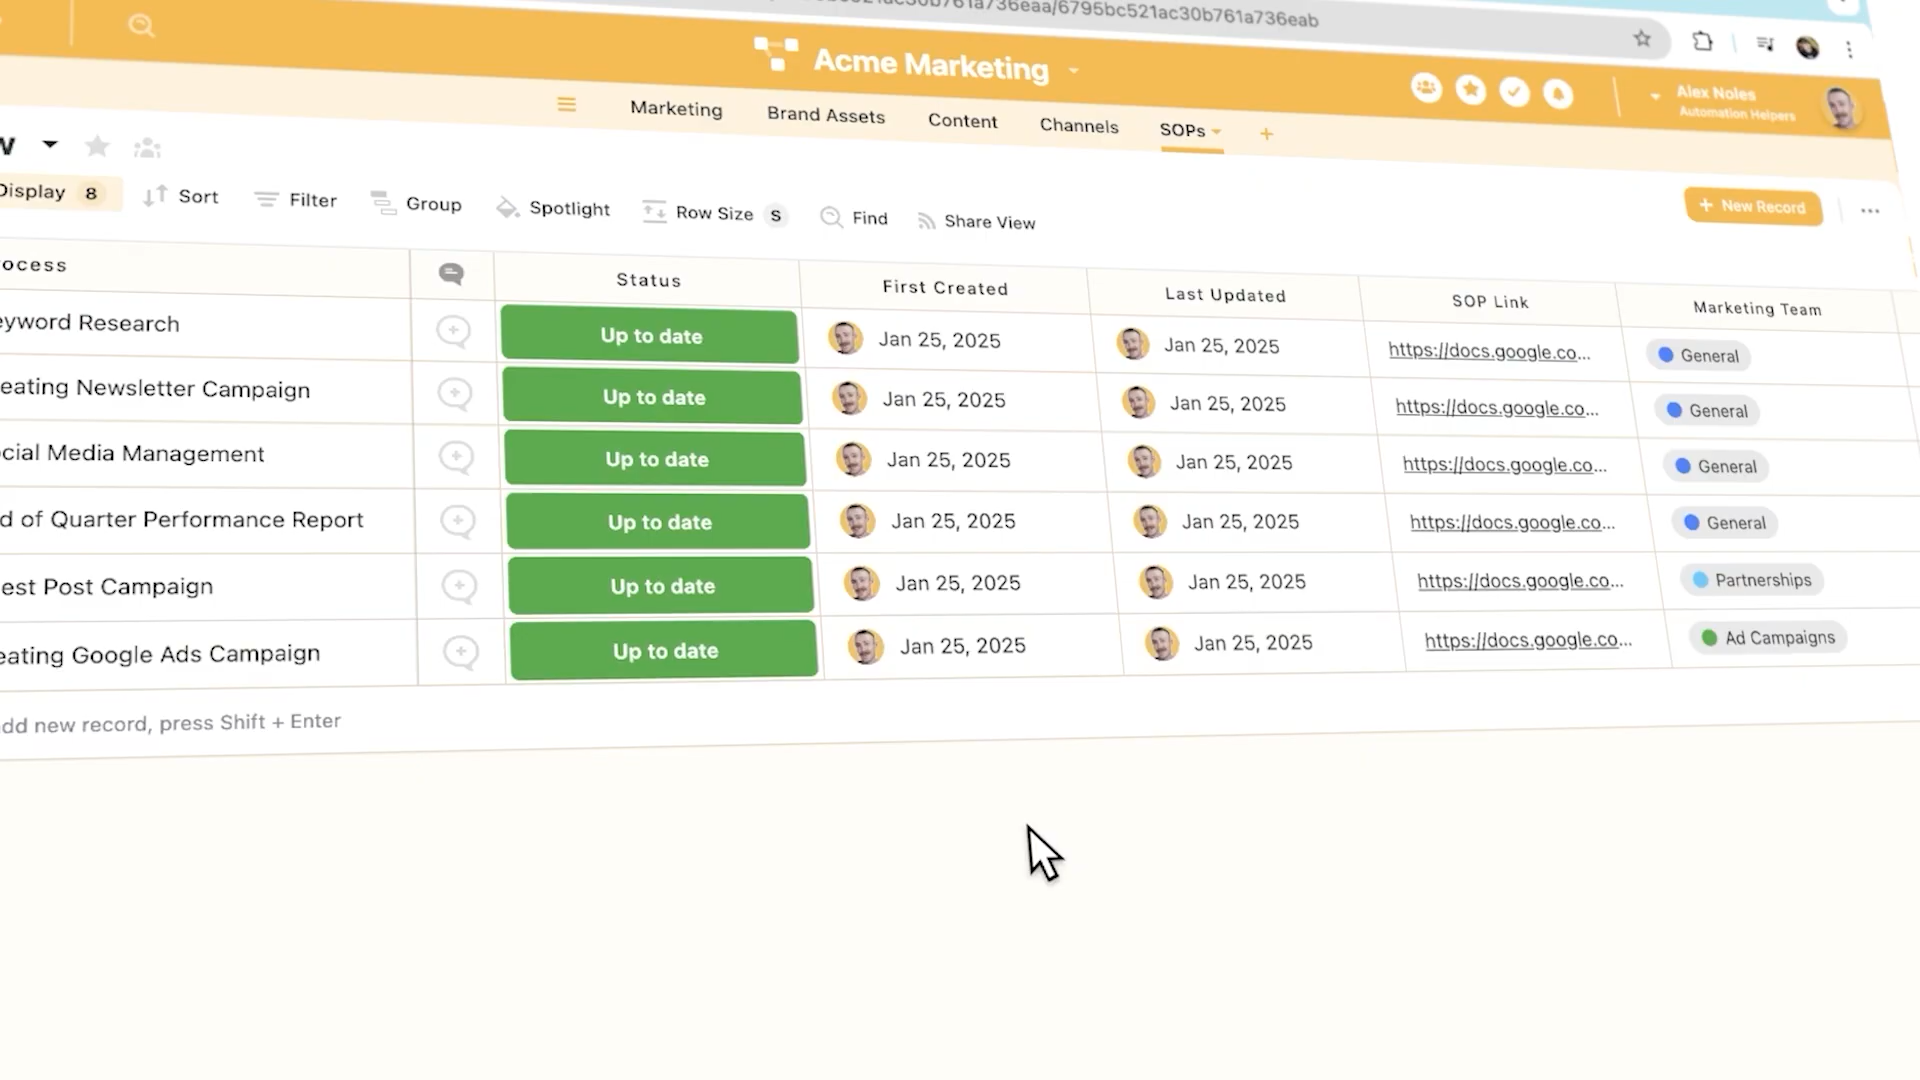 /6795bc521ac30b761a736eab
Acme Marketing
Alex Noles
Automation Helpers
Marketing Brand Assets Content Channels SOPs +
Display 8 Sort Filter Group Spotlight Row Size S Find Share View + New Record ...
ocess Status First Created Last Updated SOP Link Marketing Team
eyword Research Up to date Jan 25, 2025 Jan 25, 2025 https://docs.google.co... General
eating Newsletter Campaign Up to date Jan 25, 2025 Jan 25, 2025 https://docs.google.co... General
cial Media Management Up to date Jan 25, 2025 Jan 25, 2025 https://docs.google.co... General
d of Quarter Performance Report Up to date Jan 25, 2025 Jan 25, 2025 https://docs.google.co... General
est Post Campaign Up to date Jan 25, 2025 Jan 25, 2025 https://docs.google.co... Partnerships
eating Google Ads Campaign Up to date Jan 25, 2025 Jan 25, 2025 https://docs.google.co... Ad Campaigns
dd new record, press Shift + Enter